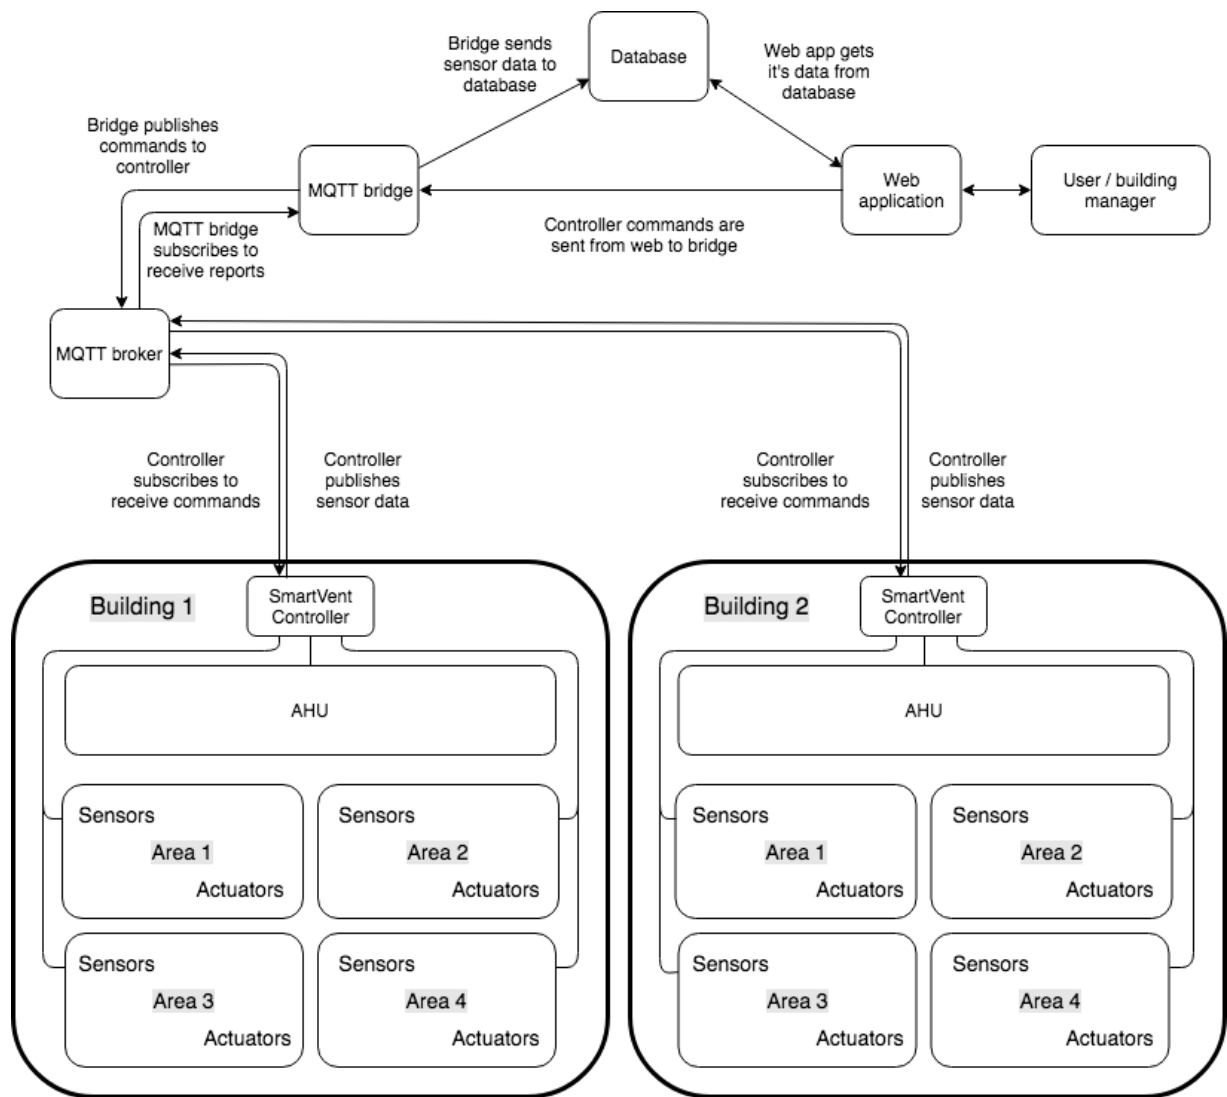 Database
Bridge sends
sensor data to
database
Web app gets
it's data from
database
Bridge publishes
commands to
controller
MQTT bridge
Web
application
User / building
manager
Controller commands are
sent from web to bridge
MQTT bridge
subscribes to
receive reports
MQTT broker
Controller
subscribes to
receive commands
Controller
publishes
sensor data
Controller
subscribes to
receive commands
Controller
publishes
sensor data
Building 1
SmartVent
Controller
AHU
Sensors
Area 1
Actuators
Sensors
Area 2
Actuators
Sensors
Area 3
Actuators
Sensors
Area 4
Actuators
Building 2
SmartVent
Controller
AHU
Sensors
Area 1
Actuators
Sensors
Area 2
Actuators
Sensors
Area 3
Actuators
Sensors
Area 4
Actuators